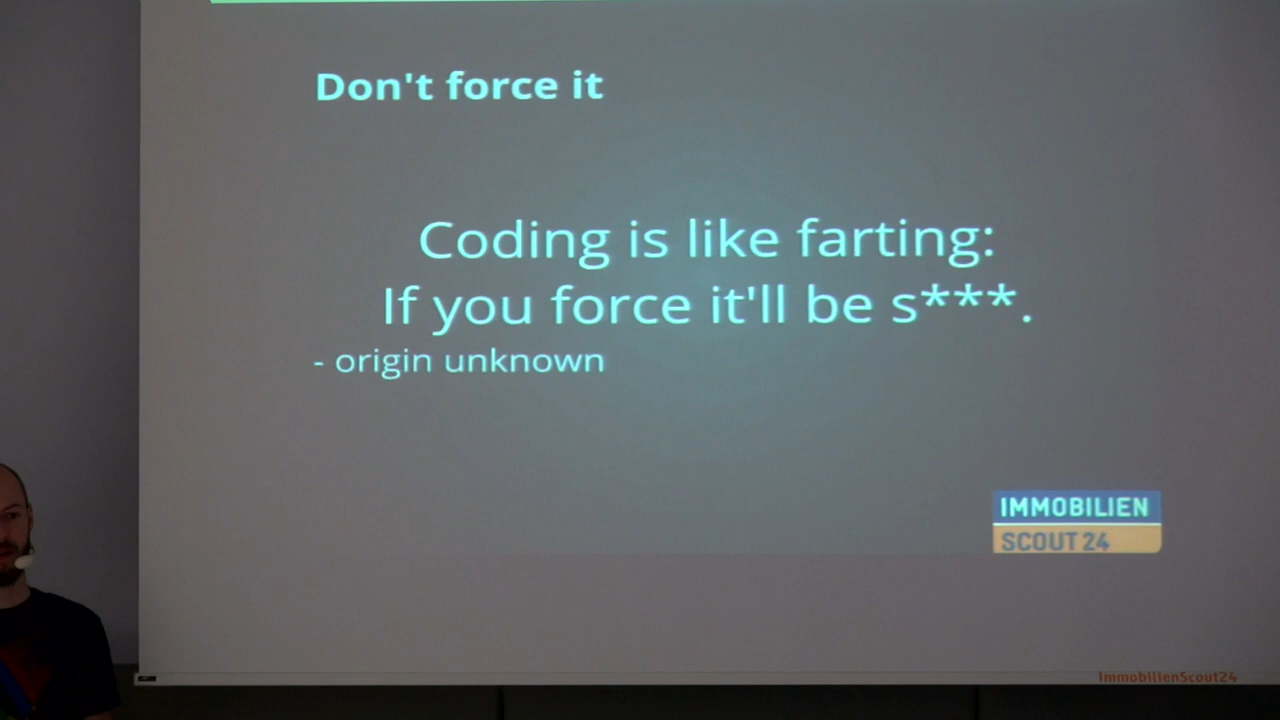 Don't force it
Coding is like farting:
If you force it'll be s***.
- origin unknown
IMMOBILIEN
SCOUT 24
ImmobilienScout24